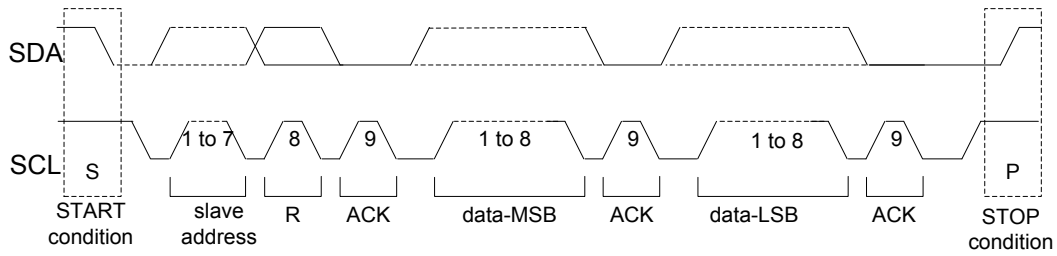 SDA
1 to 7 8 9 1 to 8 9 1 to 8 9
SCL
S P
START condition
slave address
R
ACK
data-MSB
ACK
data-LSB
ACK
STOP condition